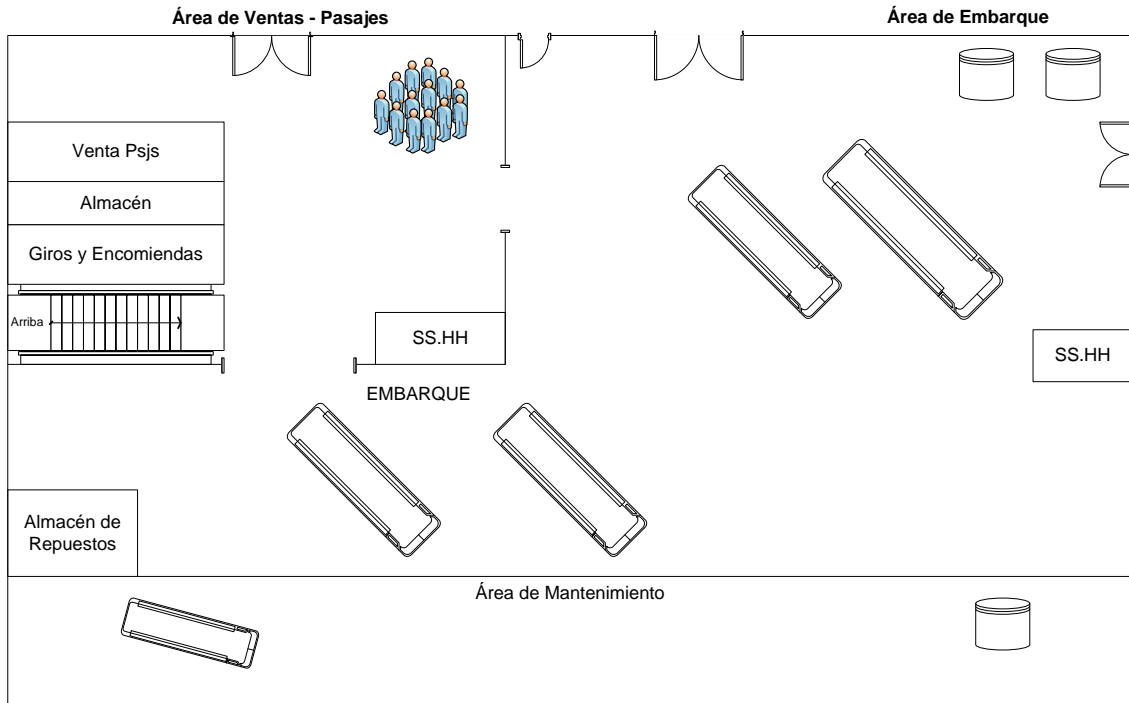 Área de Ventas - Pasajes
Área de Embarque
Venta Psjs
Almacén
Giros y Encomiendas
Arriba
SS.HH
SS.HH
EMBARQUE
Almacén de
Repuestos
Área de Mantenimiento